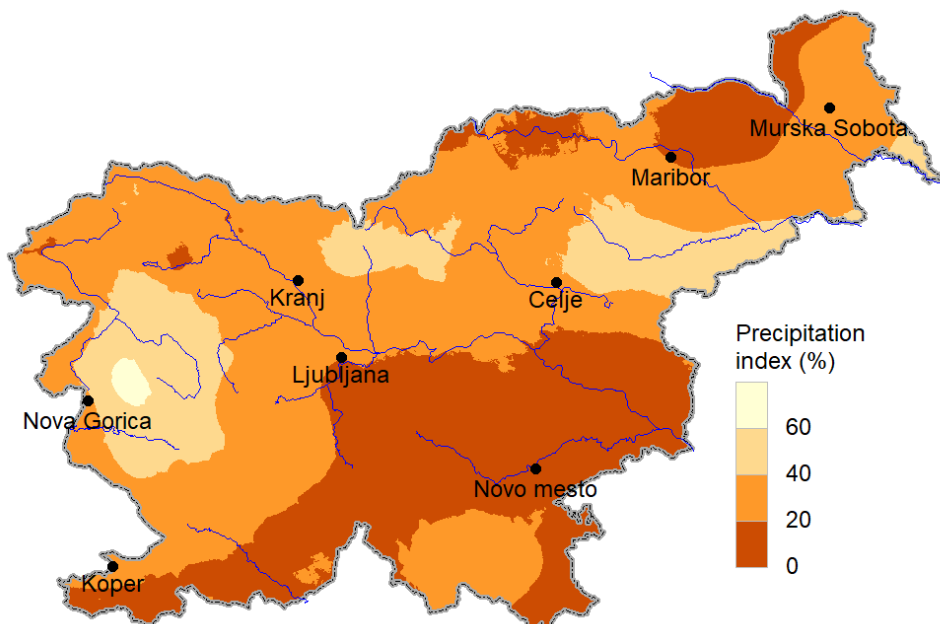 Murska Sobota
Maribor
Kranj
Celje
Ljubljana
Nova Gorica
Novo mesto
Koper
Precipitation
index (%)
60
40
20
0